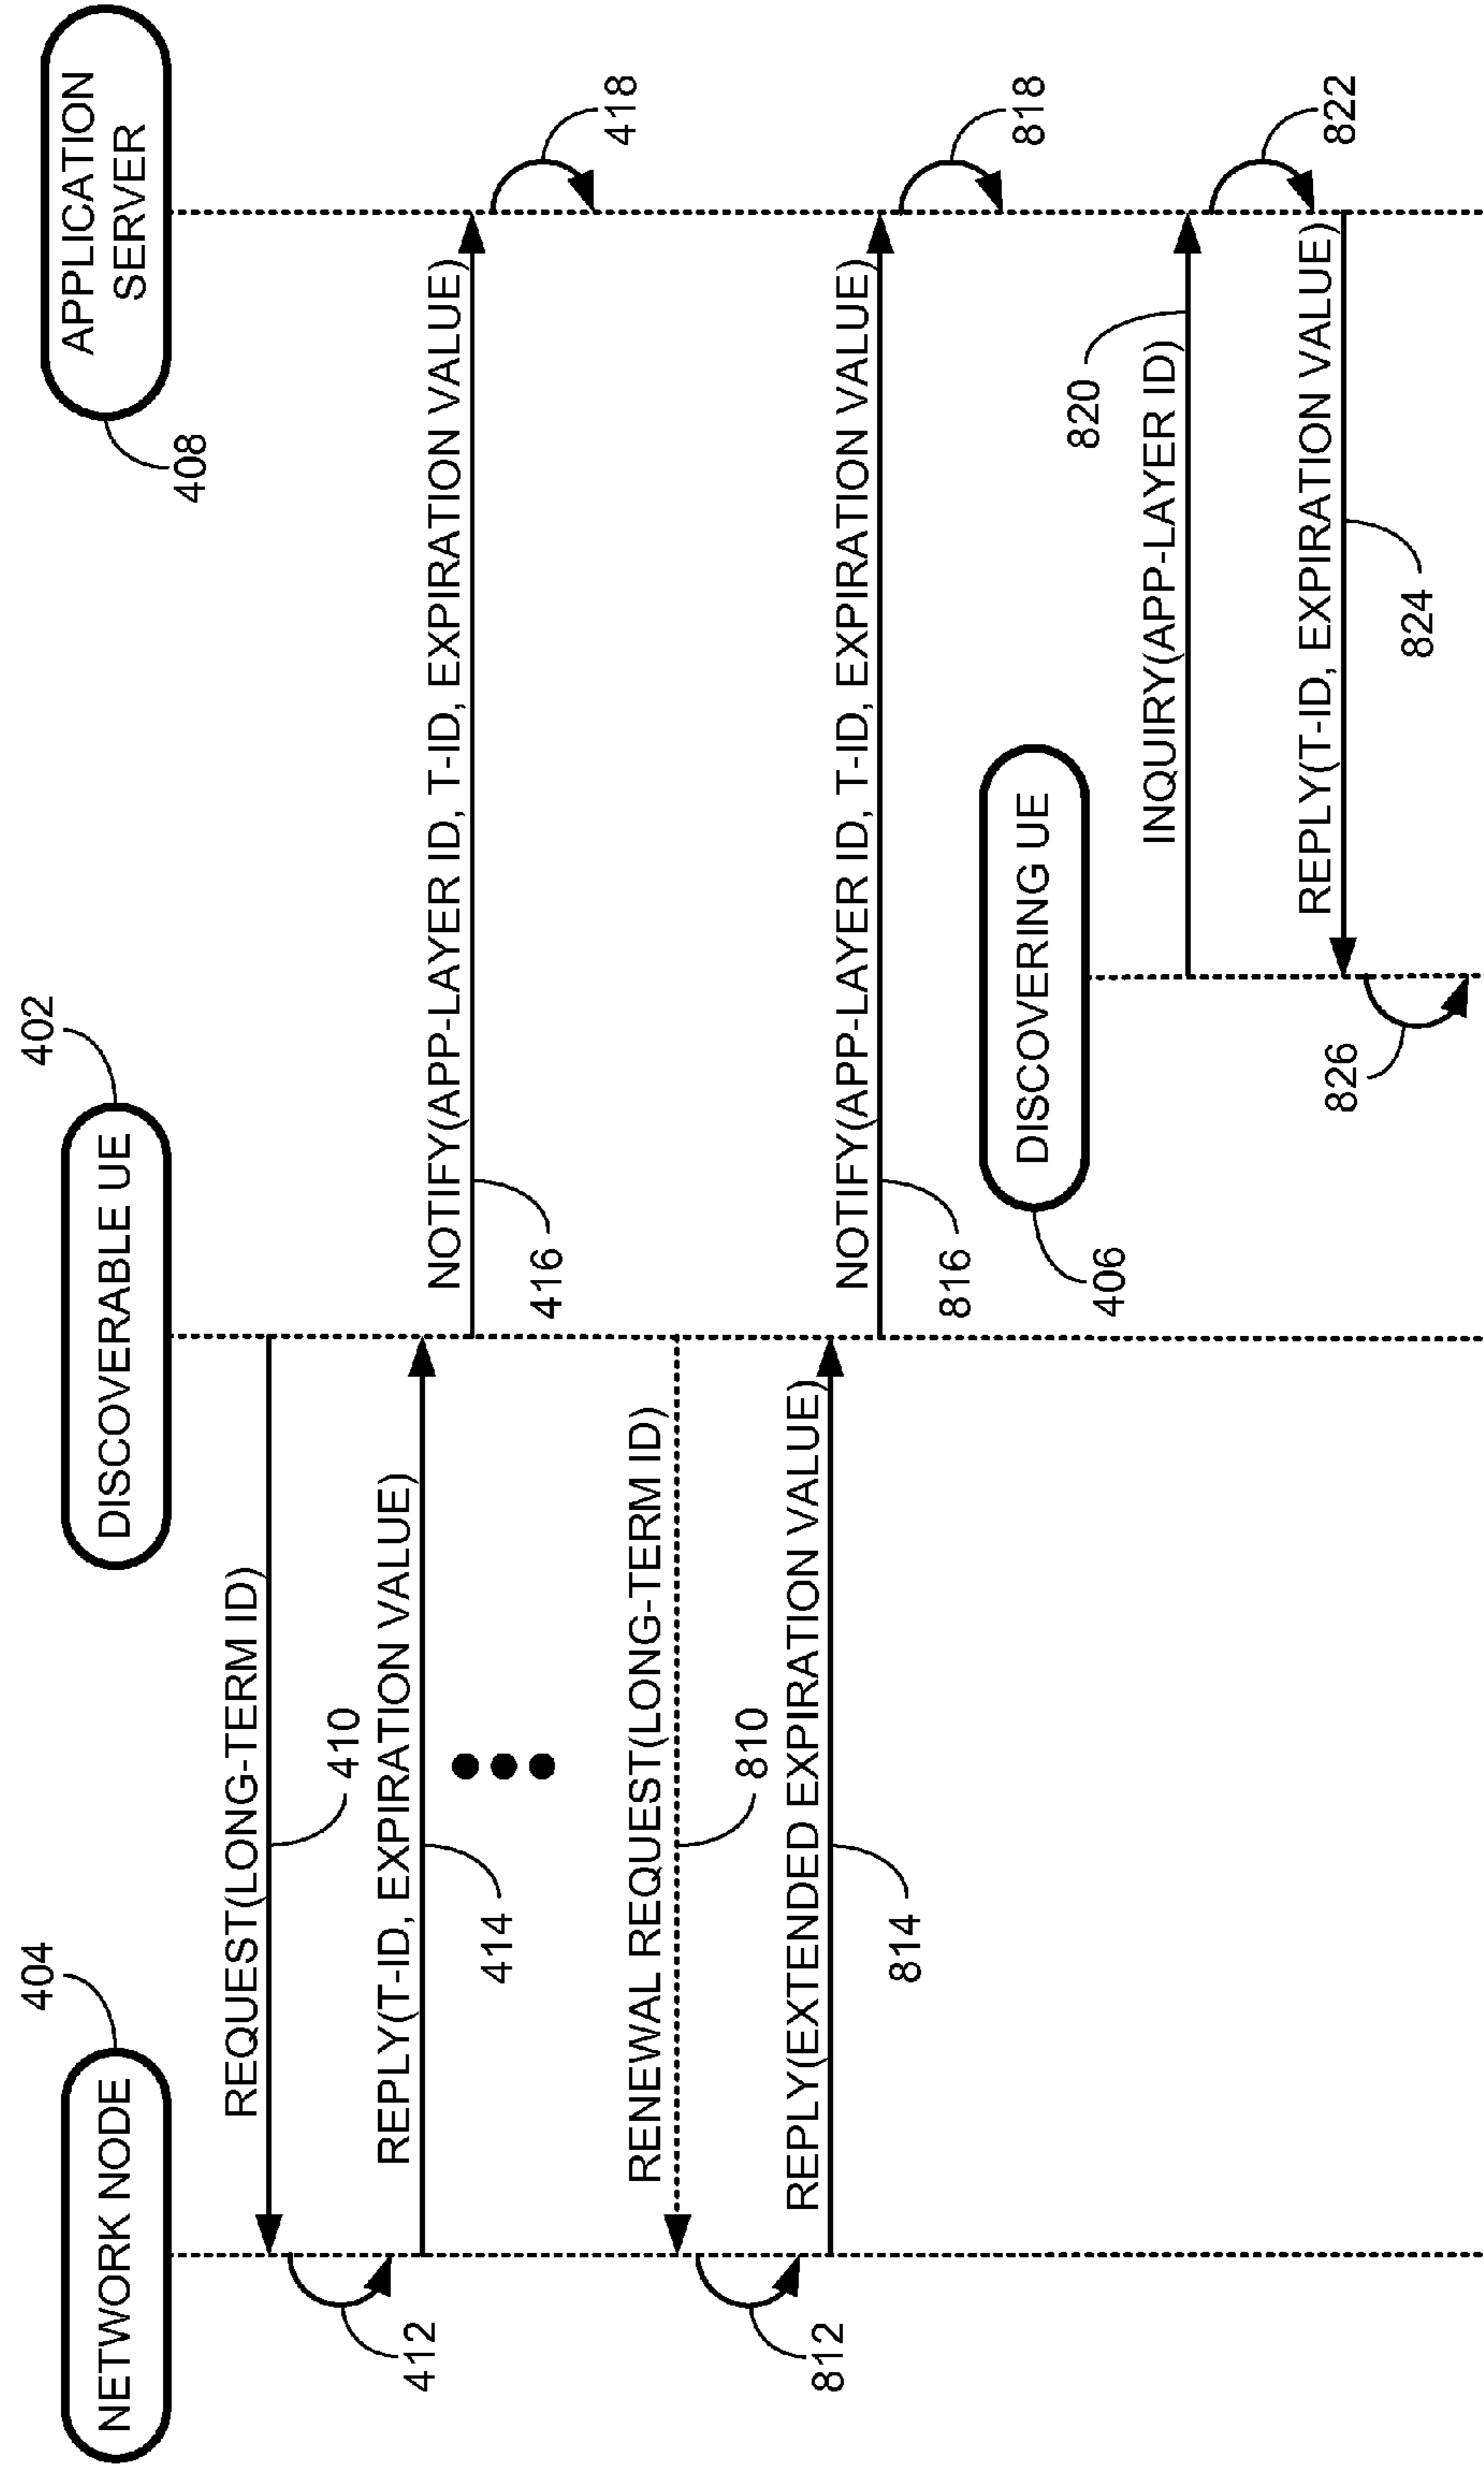 NETWORK NODE
404
DISCOVERABLE UE
402
APPLICATION
SERVER
408
REQUEST(LONG-TERM ID)
410
412
REPLY(T-ID, EXPIRATION VALUE)
414
NOTIFY(APP-LAYER ID, T-ID, EXPIRATION VALUE)
416
418
RENEWAL REQUEST(LONG-TERM ID)
810
812
REPLY(EXTENDED EXPIRATION VALUE)
814
NOTIFY(APP-LAYER ID, T-ID, EXPIRATION VALUE)
816
818
DISCOVERING UE
406
INQUIRY(APP-LAYER ID)
820
822
REPLY(T-ID, EXPIRATION VALUE)
824
826